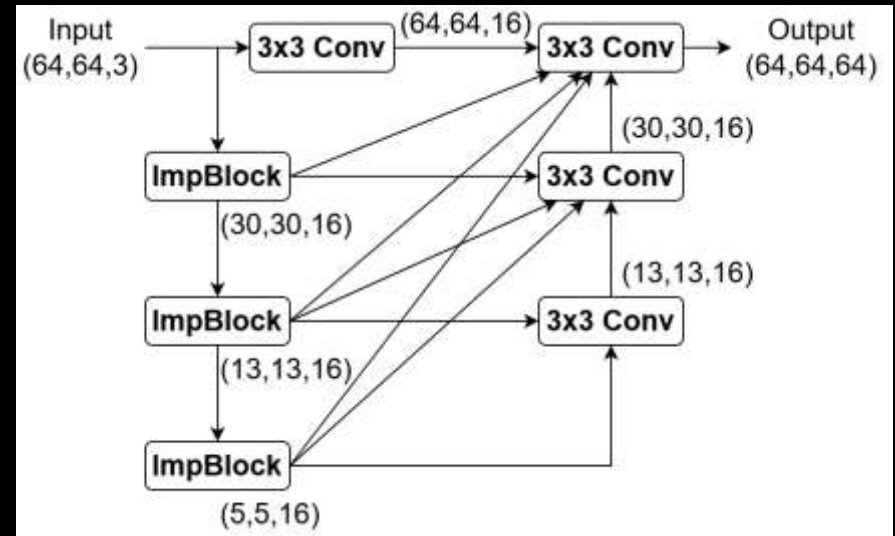 Input
(64,64,3)
3x3 Conv
(64,64,16)
3x3 Conv
Output
(64,64,64)
(30,30,16)
ImpBlock
3x3 Conv
(30,30,16)
(13,13,16)
ImpBlock
3x3 Conv
(13,13,16)
ImpBlock
(5,5,16)